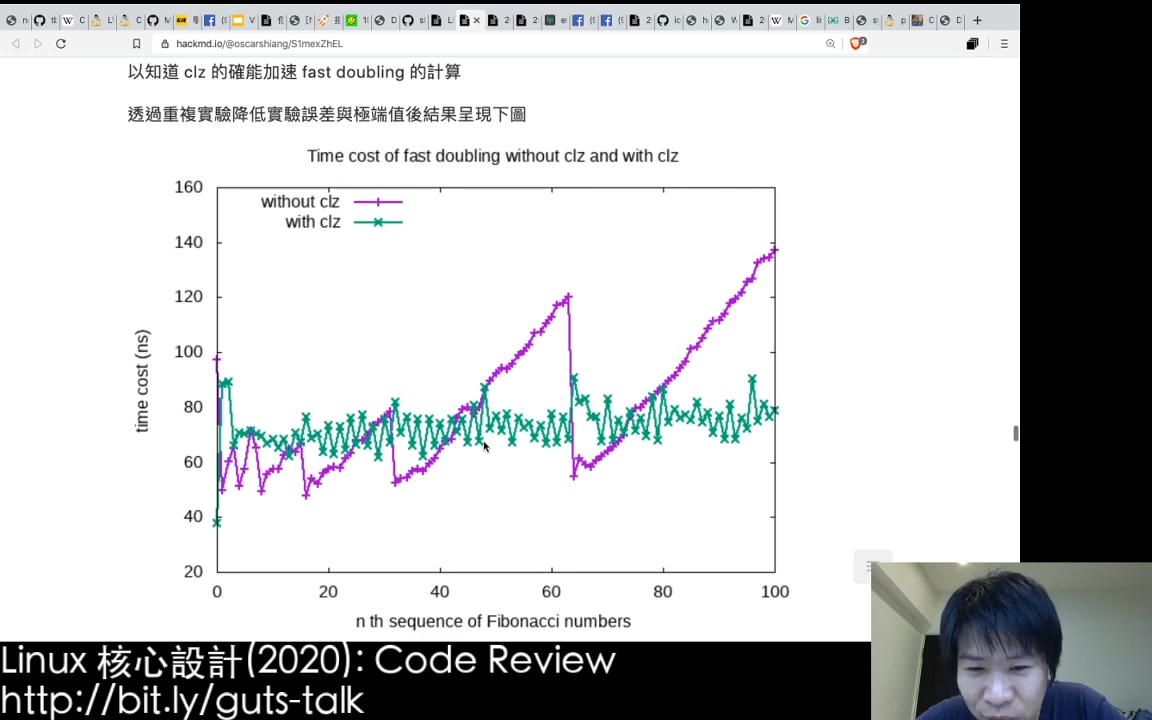 hackmd.io/@oscarshiang/S1mexZhEL
以知道 clz 的確能加速 fast doubling 的計算
透過重複實驗降低實驗誤差與極端值後結果呈現下圖
Time cost of fast doubling without clz and with clz
without clz
with clz
160
140
120
100
80
60
40
20
time cost (ns)
0 20 40 60 80 100
n th sequence of Fibonacci numbers
Linux 核心設計(2020): Code Review
http://bit.ly/guts-talk